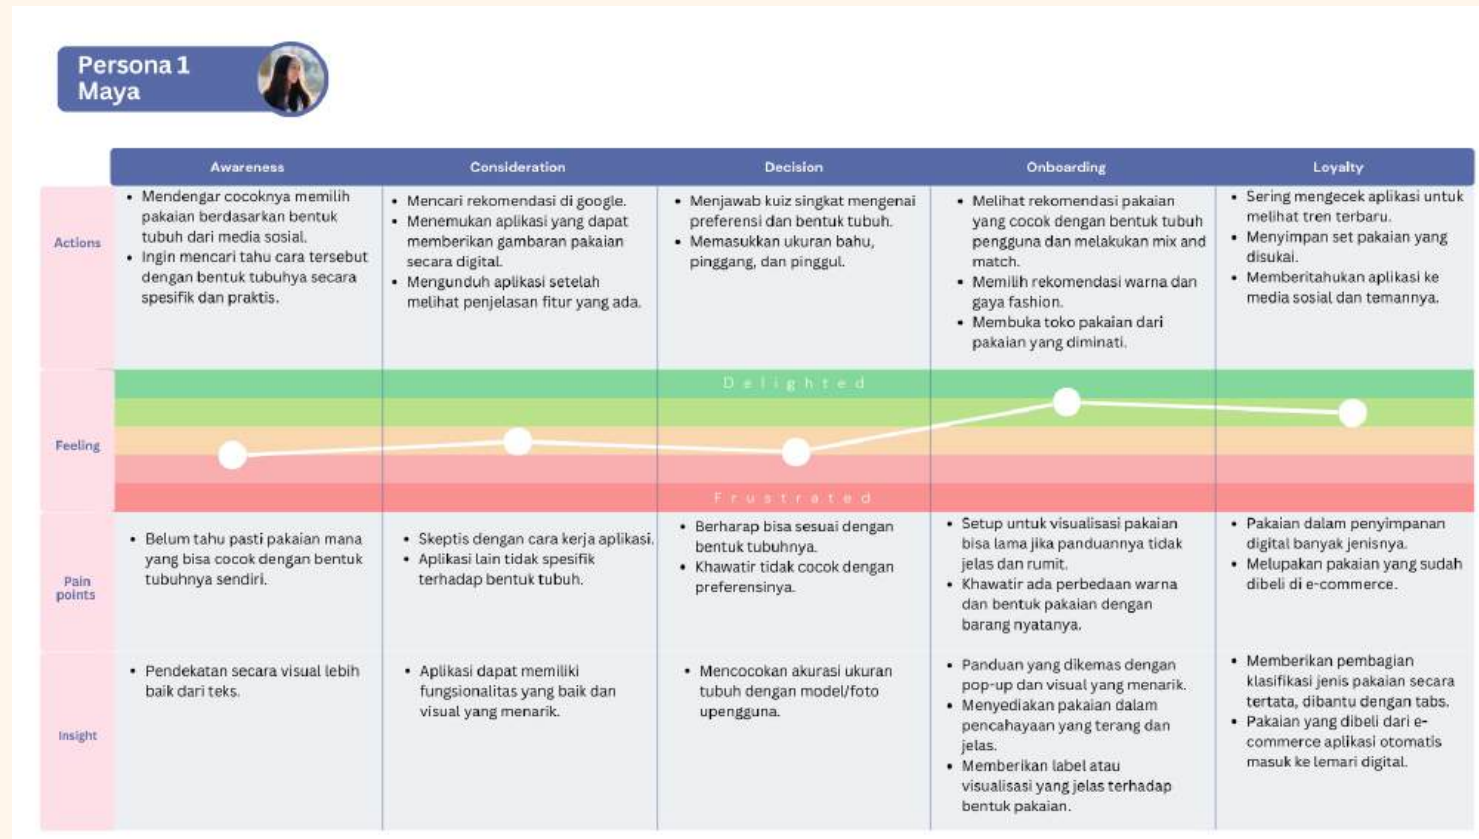 Persona 1
Maya
Awareness
Consideration
Decision
Onboarding
Loyalty
Actions
• Mendengar cocoknya memilih
pakaian berdasarkan bentuk
tubuh dari media sosial.
• Ingin mencari tahu cara tersebut
dengan bentuk tubuhya secara
spesifik dan praktis.
• Mencari rekomendasi di google.
• Menemukan aplikasi yang dapat
memberikan gambaran pakaian
secara digital.
• Mengunduh aplikasi setelah
melihat penjelasan fitur yang ada.
• Menjawab kuiz singkat mengenai
preferensi dan bentuk tubuh.
• Memasukkan ukuran bahu,
pinggang, dan pinggul.
• Melihat rekomendasi pakaian
yang cocok dengan bentuk tubuh
pengguna dan melakukan mix and
match.
• Memilih rekomendasi warna dan
gaya fashion.
• Membuka toko pakaian dari
pakaian yang diminati.
• Sering mengecek aplikasi untuk
melihat tren terbaru.
• Menyimpan set pakaian yang
disukai.
• Memberitahukan aplikasi ke
media sosial dan temannya.
Feeling
Delighted
Frustrated
Pain
points
• Belum tahu pasti pakaian mana
yang bisa cocok dengan bentuk
tubuhnya sendiri.
• Skeptis dengan cara kerja aplikasi.
• Aplikasi lain tidak spesifik
terhadap bentuk tubuh.
• Berharap bisa sesuai dengan
bentuk tubuhnya.
• Khawatir tidak cocok dengan
preferensinya.
• Setup untuk visualisasi pakaian
bisa lama jika panduannya tidak
jelas dan rumit.
• Khawatir ada perbedaan warna
dan bentuk pakaian dengan
barang nyatanya.
• Pakaian dalam penyimpanan
digital banyak jenisnya.
• Melupakan pakaian yang sudah
dibeli di e-commerce.
Insight
• Pendekatan secara visual lebih
baik dari teks.
• Aplikasi dapat memiliki
fungsionalitas yang baik dan
visual yang menarik.
• Mencocokan akurasi ukuran
tubuh dengan model/foto
upengguna.
• Panduan yang dikemas dengan
pop-up dan visual yang menarik.
• Menyediakan pakaian dalam
pencahayaan yang terang dan
jelas.
• Memberikan label atau
visualisasi yang jelas terhadap
bentuk pakaian.
• Memberikan pembagian
klasifikasi jenis pakaian secara
tertata, dibantu dengan tabs.
• Pakaian yang dibeli dari e-
commerce aplikasi otomatis
masuk ke lemari digital.